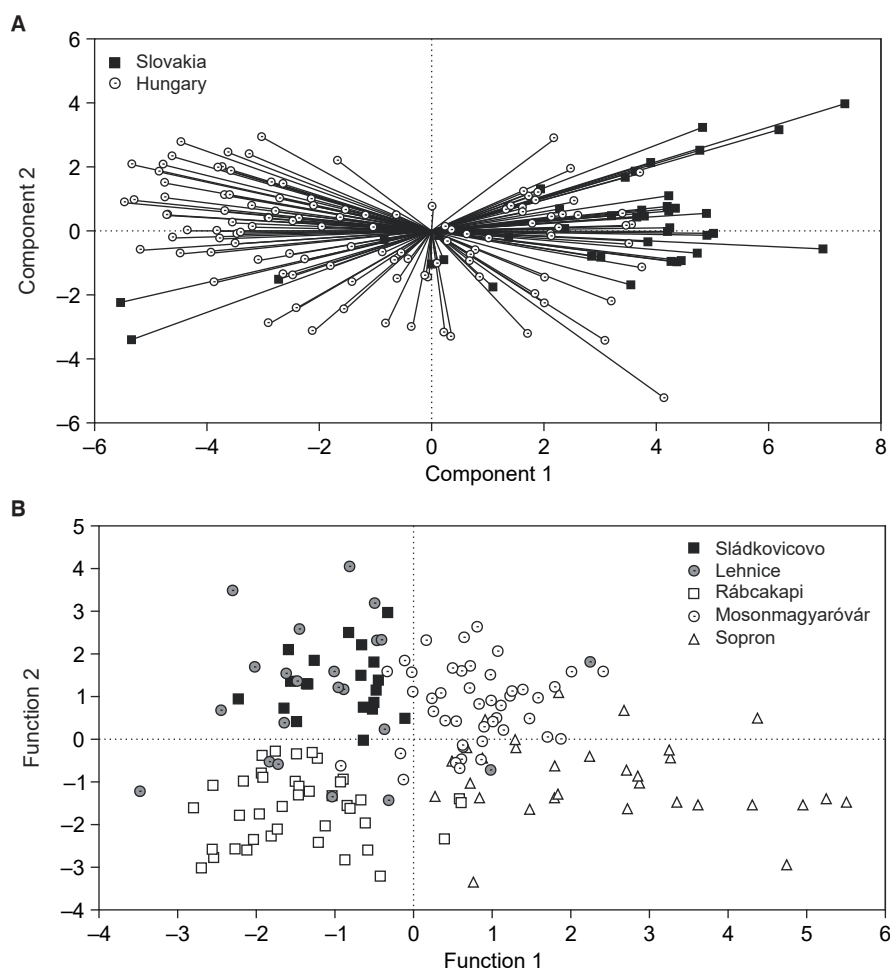 A
6
4
2
0
–2
–4
–6
Component 2
Slovakia
Hungary
–6 –4 –2 0 2 4 6 8
Component 1
B
5
4
3
2
1
0
–1
–2
–3
–4
Function 2
Sládkovicovo
Lehnice
Rábcakapi
Mosonmagyaróvár
Sopron
–4 –3 –2 –1 0 1 2 3 4 5 6
Function 1